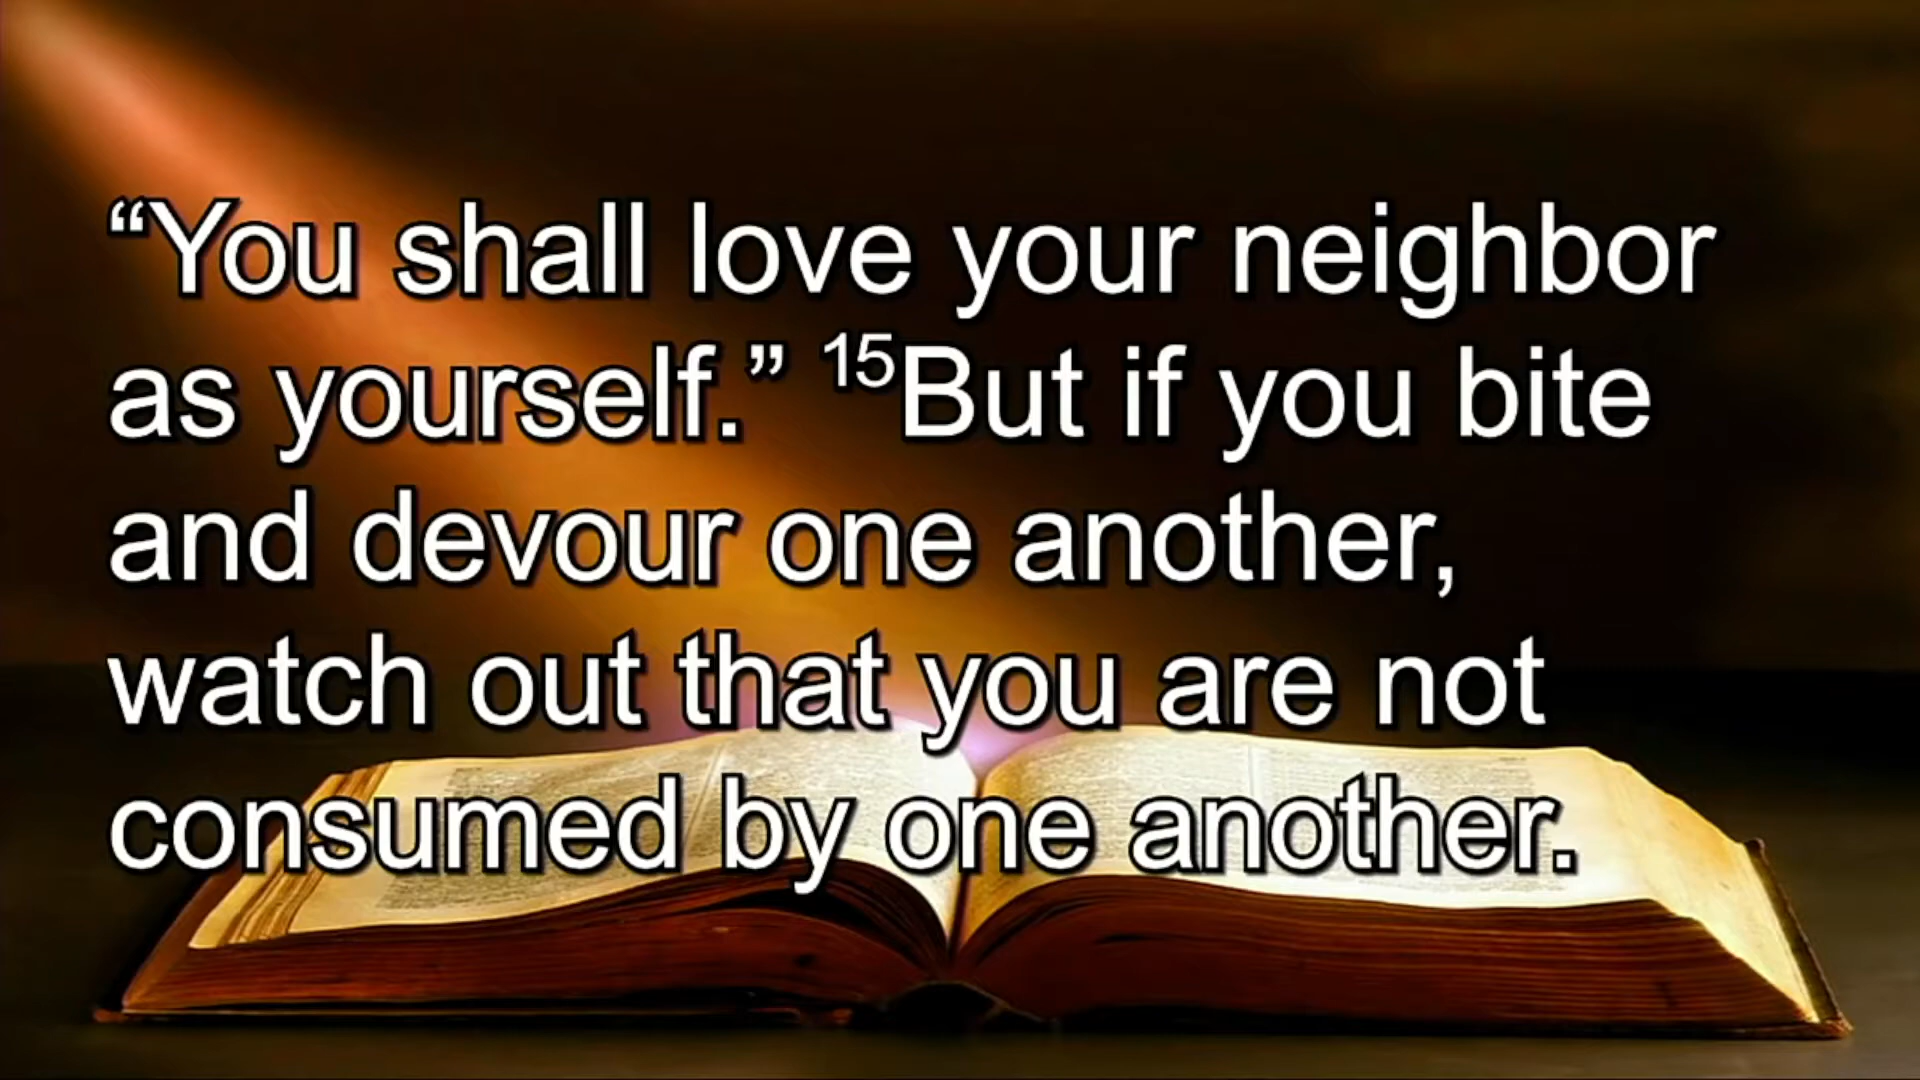 “You shall love your neighbor
as yourself.” ¹⁵But if you bite
and devour one another,
watch out that you are not
consumed by one another.